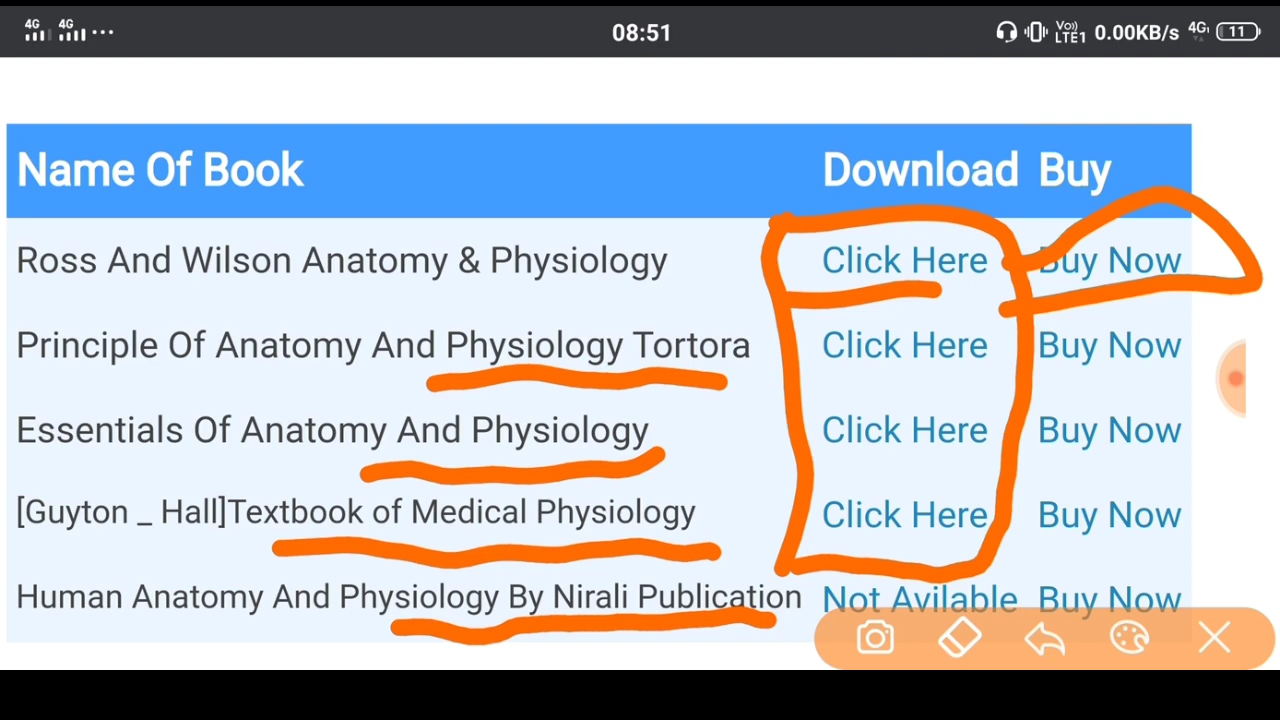 4G 4G ... 08:51 Vo)) LTE1 0.00KB/s 4G 11
Name Of Book Download Buy
Ross And Wilson Anatomy & Physiology Click Here Buy Now
Principle Of Anatomy And Physiology Tortora Click Here Buy Now
Essentials Of Anatomy And Physiology Click Here Buy Now
[Guyton _ Hall]Textbook of Medical Physiology Click Here Buy Now
Human Anatomy And Physiology By Nirali Publication Not Avilable Buy Now